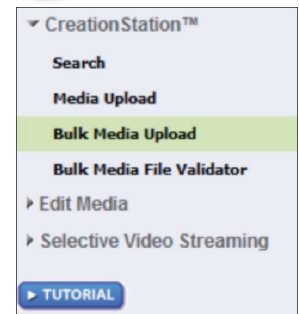 CreationStation™
Search
Media Upload
Bulk Media Upload
Bulk Media File Validator
Edit Media
Selective Video Streaming
TUTORIAL